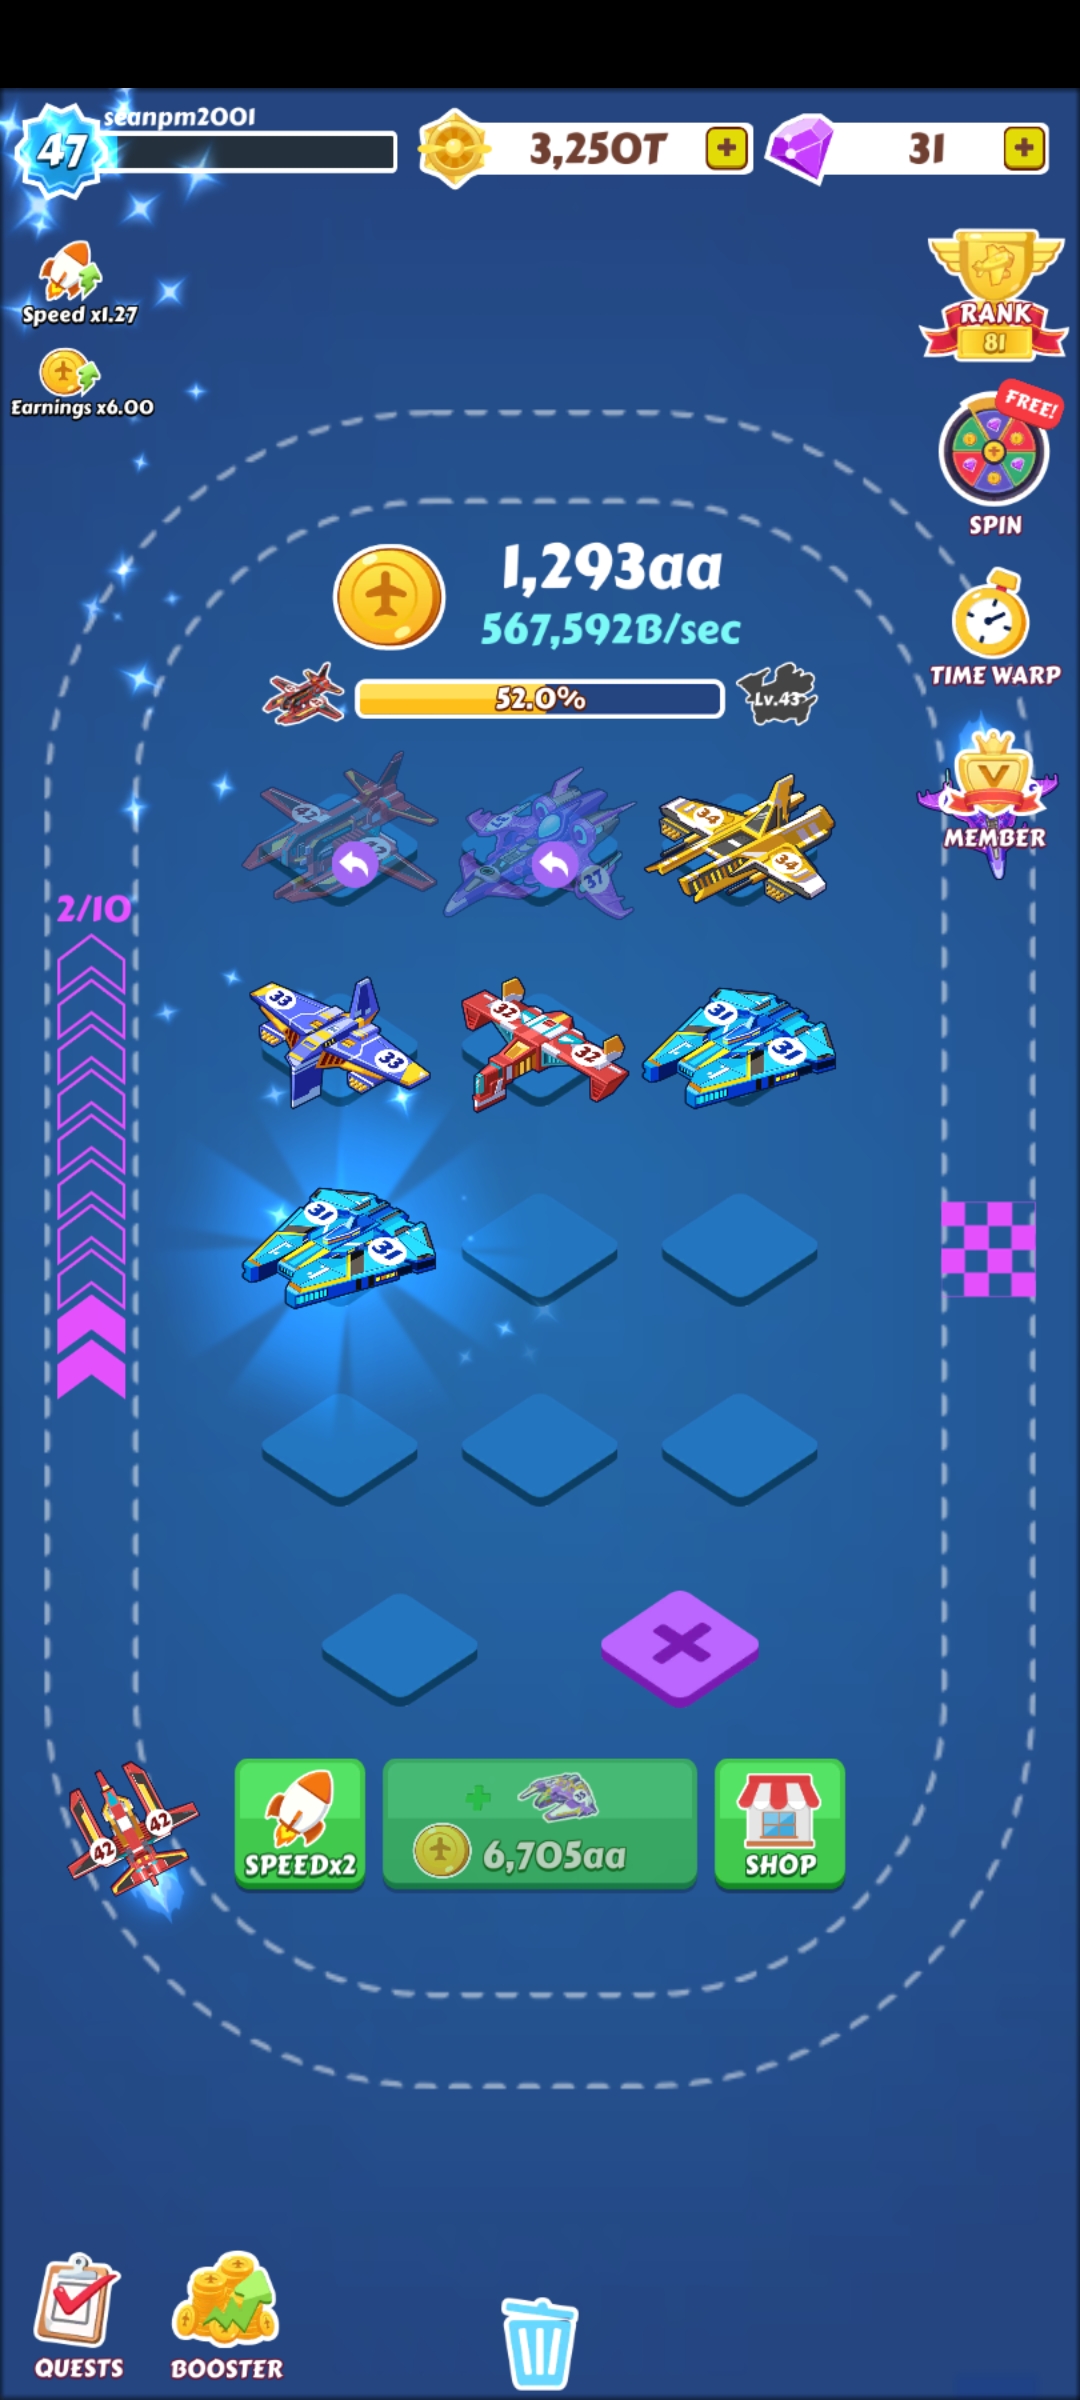 seanpm2001
47
3,250T
31
Speed x1.27
Earnings x6.00
RANK
81
FREE!
SPIN
1,293aa
567,592B/sec
TIME WARP
52.0%
Lv.43
V
MEMBER
42
42
37
37
34
34
2/10
33
33
32
32
31
31
31
31
42
42
SPEEDx2
6,705aa
SHOP
QUESTS
BOOSTER